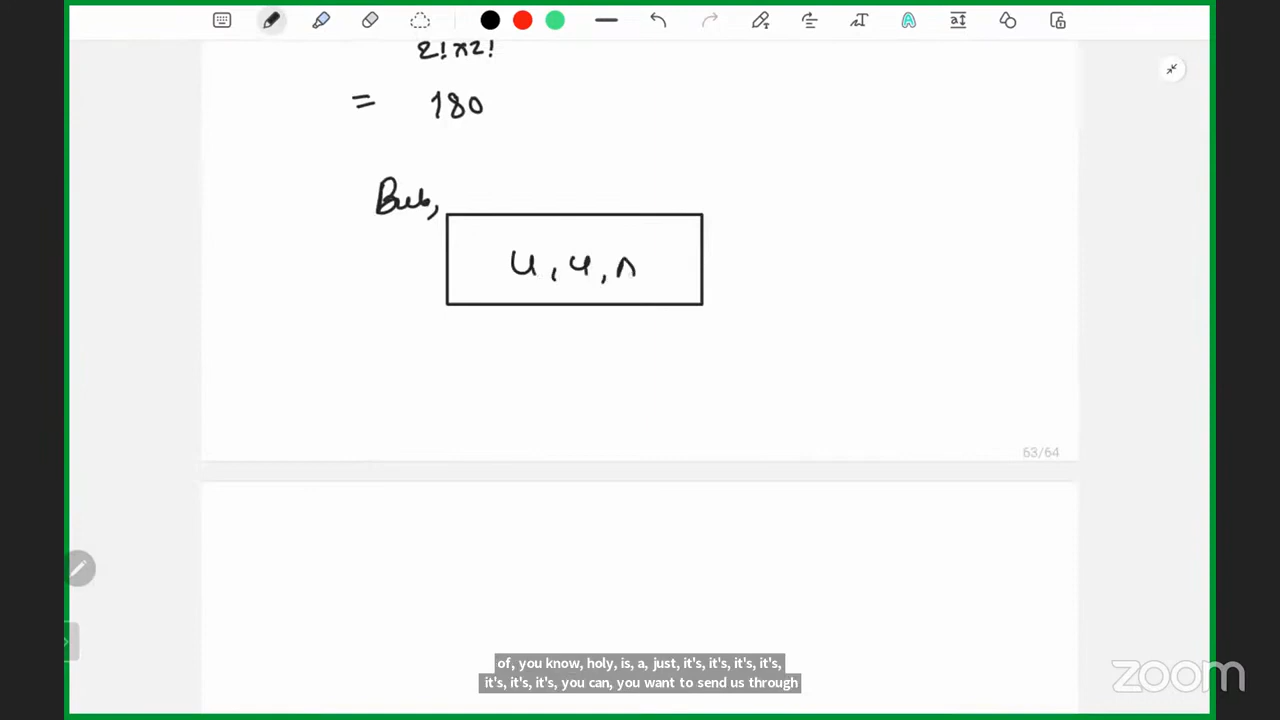 2! × 2!
= 180
But,
u, u, n
63/64
of, you know, holy, is, a, just, it's, it's, it's, it's,
it's, it's, it's, you can, you want to send us through
zoom